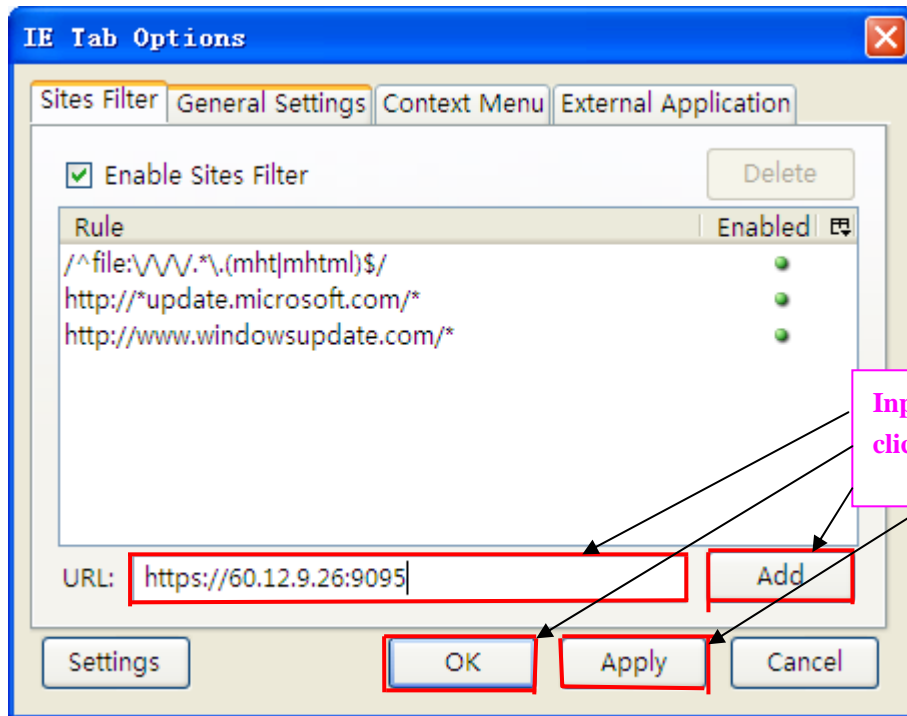 IE Tab Options
Sites Filter General Settings Context Menu External Application
Enable Sites Filter Delete
Rule Enabled
/^file:\/\/\/.*\.(mht|mhtml)$/
http://*update.microsoft.com/*
http://www.windowsupdate.com/*
URL: https://60.12.9.26:9095 Add
Settings OK Apply Cancel